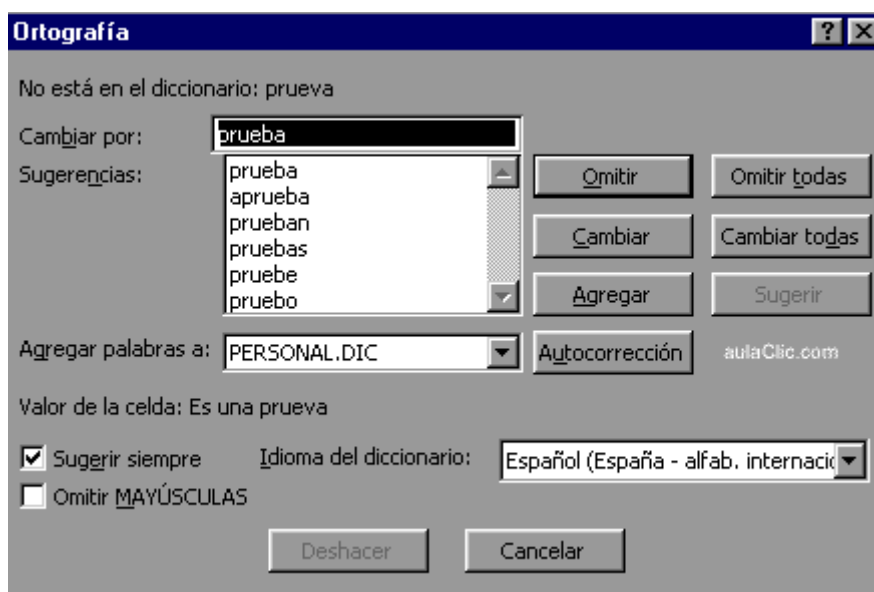 Ortografía
No está en el diccionario: prueva
Cambiar por: prueba
Sugerencias:
prueba
aprueba
prueban
pruebas
pruebe
pruebo
Omitir Omitir todas
Cambiar Cambiar todas
Agregar Sugerir
Agregar palabras a: PERSONAL.DIC Autocorrección aulaClic.com
Valor de la celda: Es una prueva
Sugerir siempre Idioma del diccionario: Español (España - alfab. internacio
Omitir MAYÚSCULAS
Deshacer Cancelar